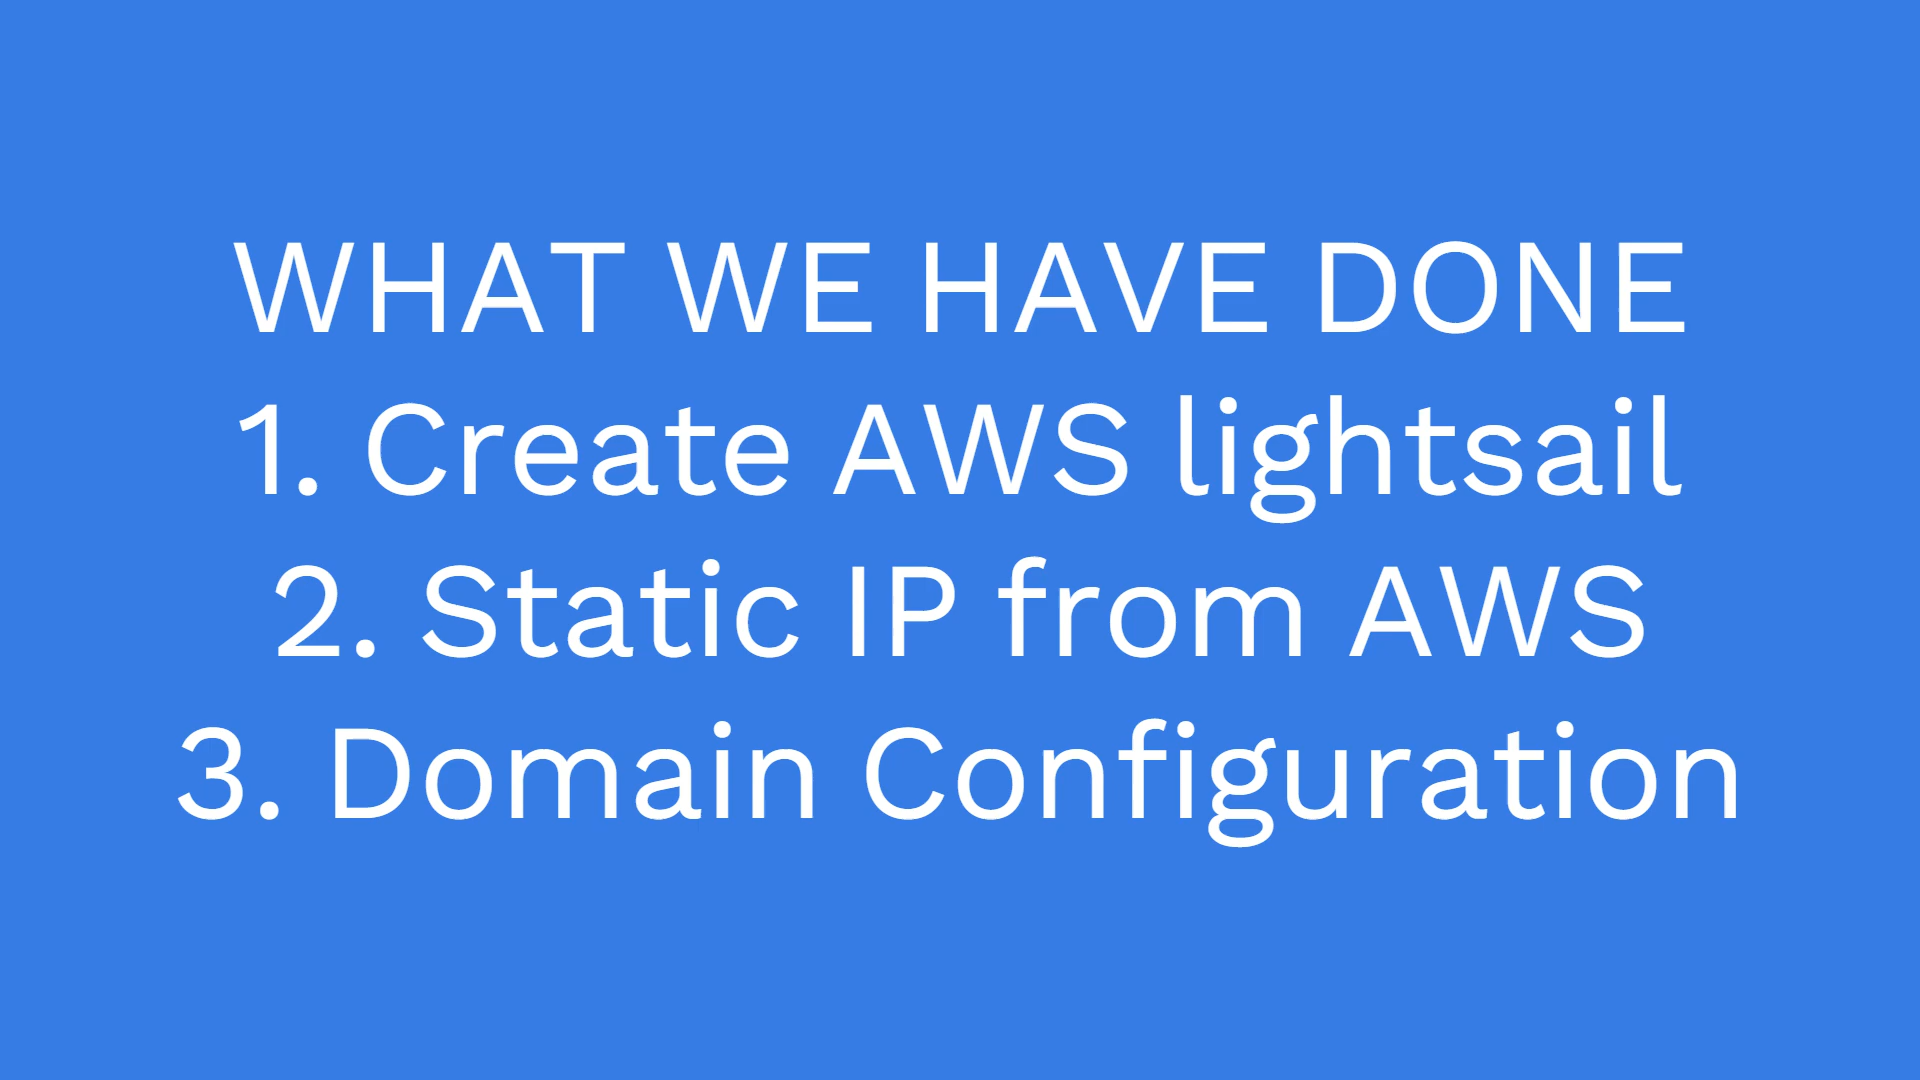 WHAT WE HAVE DONE
1. Create AWS lightsail
2. Static IP from AWS
3. Domain Configuration